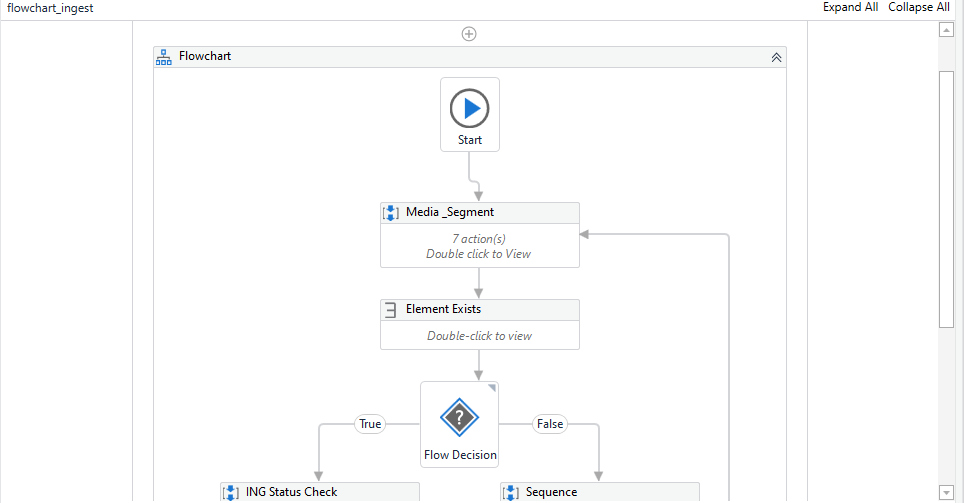 flowchart_ingest
Expand All Collapse All
Flowchart
Start
Media _Segment
7 action(s)
Double click to View
Element Exists
Double-click to view
?
True
False
Flow Decision
ING Status Check
Sequence